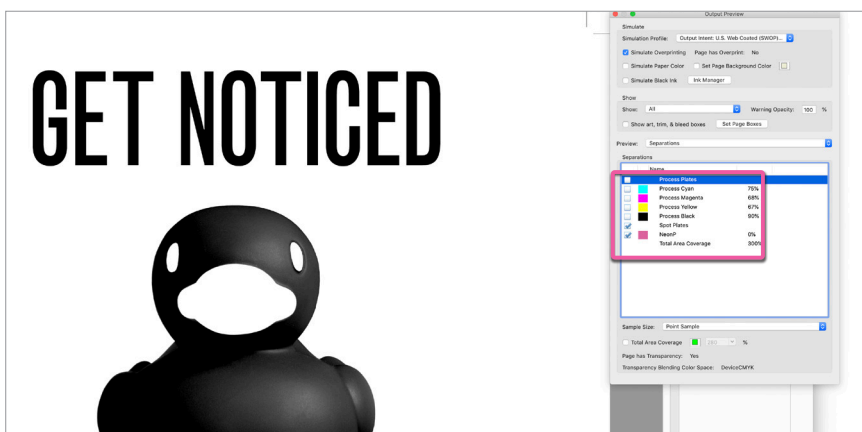 GET NOTICED
Output Preview
Simulate
Simulation Profile: Output Intent: U.S. Web Coated (SWOP)...
Simulate Overprinting Page has Overprint: No
Simulate Paper Color Set Page Background Color
Simulate Black Ink Ink Manager
Show
Show: All Warning Opacity: 100 %
Show art, trim, & bleed boxes Set Page Boxes
Preview: Separations
Separations
Name
Process Plates
Process Cyan 75%
Process Magenta 68%
Process Yellow 67%
Process Black 90%
Spot Plates
NeonP 0%
Total Area Coverage 300%
Sample Size: Point Sample
Total Area Coverage 280 %
Page has Transparency: Yes
Transparency Blending Color Space: DeviceCMYK